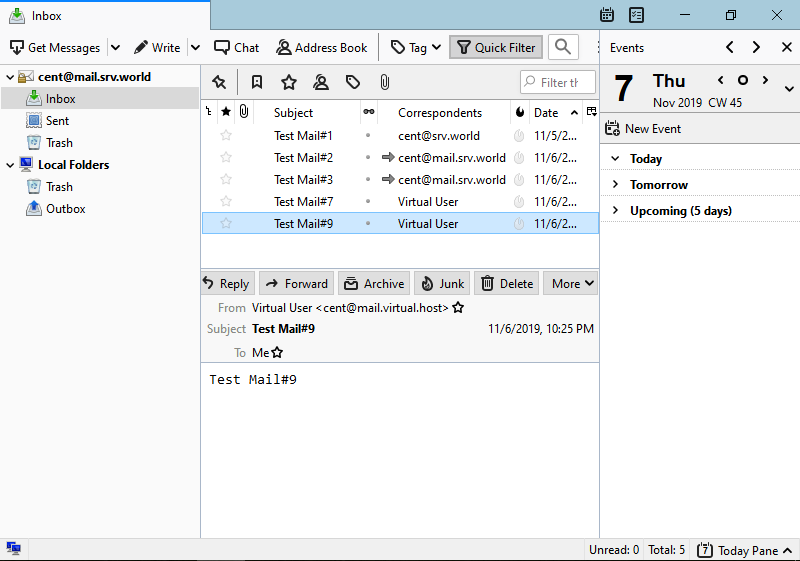 Inbox
Get Messages Write Chat Address Book Tag Quick Filter
Events
cent@mail.srv.world
Inbox
Sent
Trash
Local Folders
Trash
Outbox
Filter th
Subject Correspondents Date
Test Mail#1 cent@srv.world 11/5/2...
Test Mail#2 cent@mail.srv.world 11/6/2...
Test Mail#3 cent@mail.srv.world 11/6/2...
Test Mail#7 Virtual User 11/6/2...
Test Mail#9 Virtual User 11/6/2...
Reply Forward Archive Junk Delete More
From Virtual User <cent@mail.virtual.host>
Subject Test Mail#9 11/6/2019, 10:25 PM
To Me
Test Mail#9
7 Thu
Nov 2019 CW 45
New Event
Today
Tomorrow
Upcoming (5 days)
Unread: 0 Total: 5 7 Today Pane